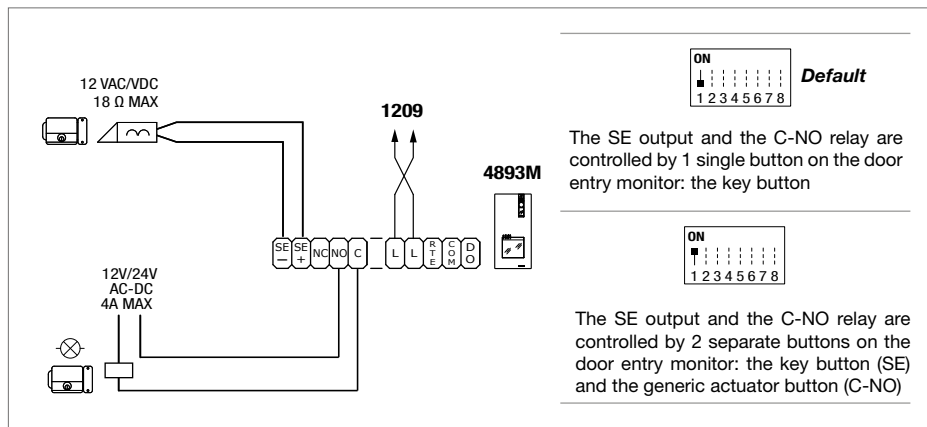 12 VAC/VDC
18 Ω MAX
1209
4893M
SE
—
SE
+
NC
NO
C
L
L
RTE
COM
DO
12V/24V
AC-DC
4A MAX
ON
1 2 3 4 5 6 7 8
Default
The SE output and the C-NO relay are
controlled by 1 single button on the door
entry monitor: the key button
ON
1 2 3 4 5 6 7 8
The SE output and the C-NO relay are
controlled by 2 separate buttons on the
door entry monitor: the key button (SE)
and the generic actuator button (C-NO)